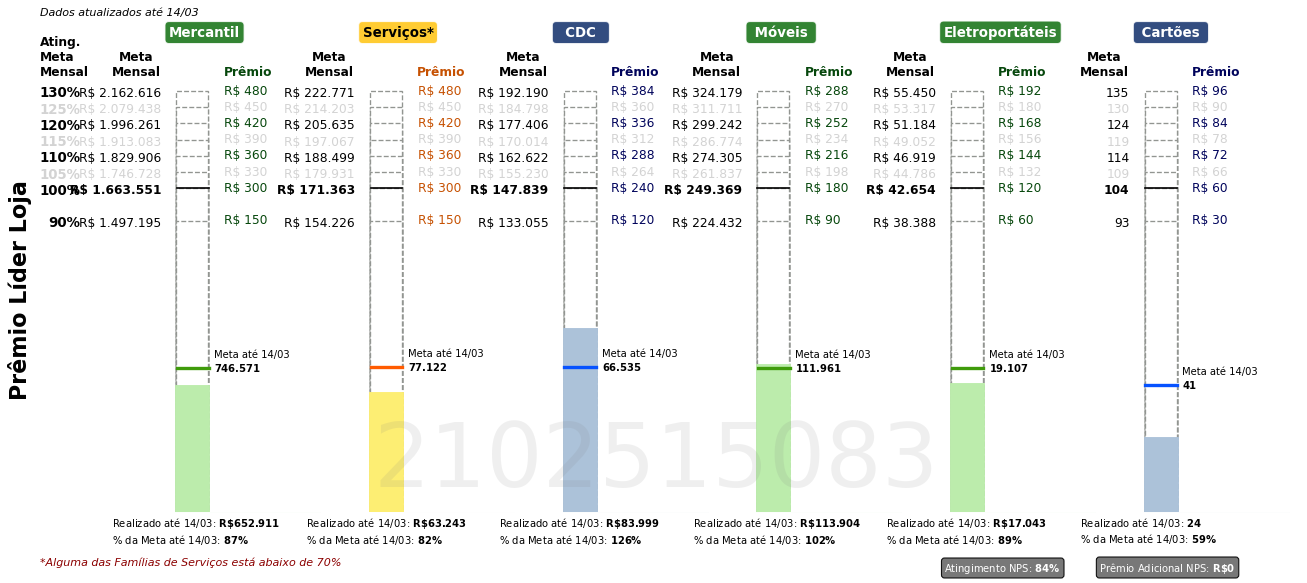 Dados atualizados até 14/03
Mercantil Serviços* CDC Móveis Eletroportáteis Cartões
Ating. Meta Mensal Meta Mensal Prêmio Meta Mensal Prêmio Meta Mensal Prêmio Meta Mensal Prêmio Meta Mensal Prêmio Meta Mensal Prêmio
130% R$ 2.162.616 R$ 480 R$ 222.771 R$ 480 R$ 192.190 R$ 384 R$ 324.179 R$ 288 R$ 55.450 R$ 192 135 R$ 96
125% R$ 2.079.438 R$ 450 R$ 214.203 R$ 450 R$ 184.798 R$ 360 R$ 311.711 R$ 270 R$ 53.317 R$ 180 130 R$ 90
120% R$ 1.996.261 R$ 420 R$ 205.635 R$ 420 R$ 177.406 R$ 336 R$ 299.242 R$ 252 R$ 51.184 R$ 168 124 R$ 84
115% R$ 1.913.083 R$ 390 R$ 197.067 R$ 390 R$ 170.014 R$ 312 R$ 286.774 R$ 234 R$ 49.052 R$ 156 119 R$ 78
110% R$ 1.829.906 R$ 360 R$ 188.499 R$ 360 R$ 162.622 R$ 288 R$ 274.305 R$ 216 R$ 46.919 R$ 144 114 R$ 72
105% R$ 1.746.728 R$ 330 R$ 179.931 R$ 330 R$ 155.230 R$ 264 R$ 261.837 R$ 198 R$ 44.786 R$ 132 109 R$ 66
100% R$ 1.663.551 R$ 300 R$ 171.363 R$ 300 R$ 147.839 R$ 240 R$ 249.369 R$ 180 R$ 42.654 R$ 120 104 R$ 60
90% R$ 1.497.195 R$ 150 R$ 154.226 R$ 150 R$ 133.055 R$ 120 R$ 224.432 R$ 90 R$ 38.388 R$ 60 93 R$ 30
Prêmio Líder Loja
Meta até 14/03 Meta até 14/03 Meta até 14/03 Meta até 14/03 Meta até 14/03
746.571 77.122 66.535 111.961 19.107
Meta até 14/03
41
2102515083
Realizado até 14/03: R$652.911 Realizado até 14/03: R$63.243 Realizado até 14/03: R$83.999 Realizado até 14/03: R$113.904 Realizado até 14/03: R$17.043 Realizado até 14/03: 24
% da Meta até 14/03: 87% % da Meta até 14/03: 82% % da Meta até 14/03: 126% % da Meta até 14/03: 102% % da Meta até 14/03: 89% % da Meta até 14/03: 59%
*Alguma das Famílias de Serviços está abaixo de 70%
Atingimento NPS: 84% Prêmio Adicional NPS: R$0